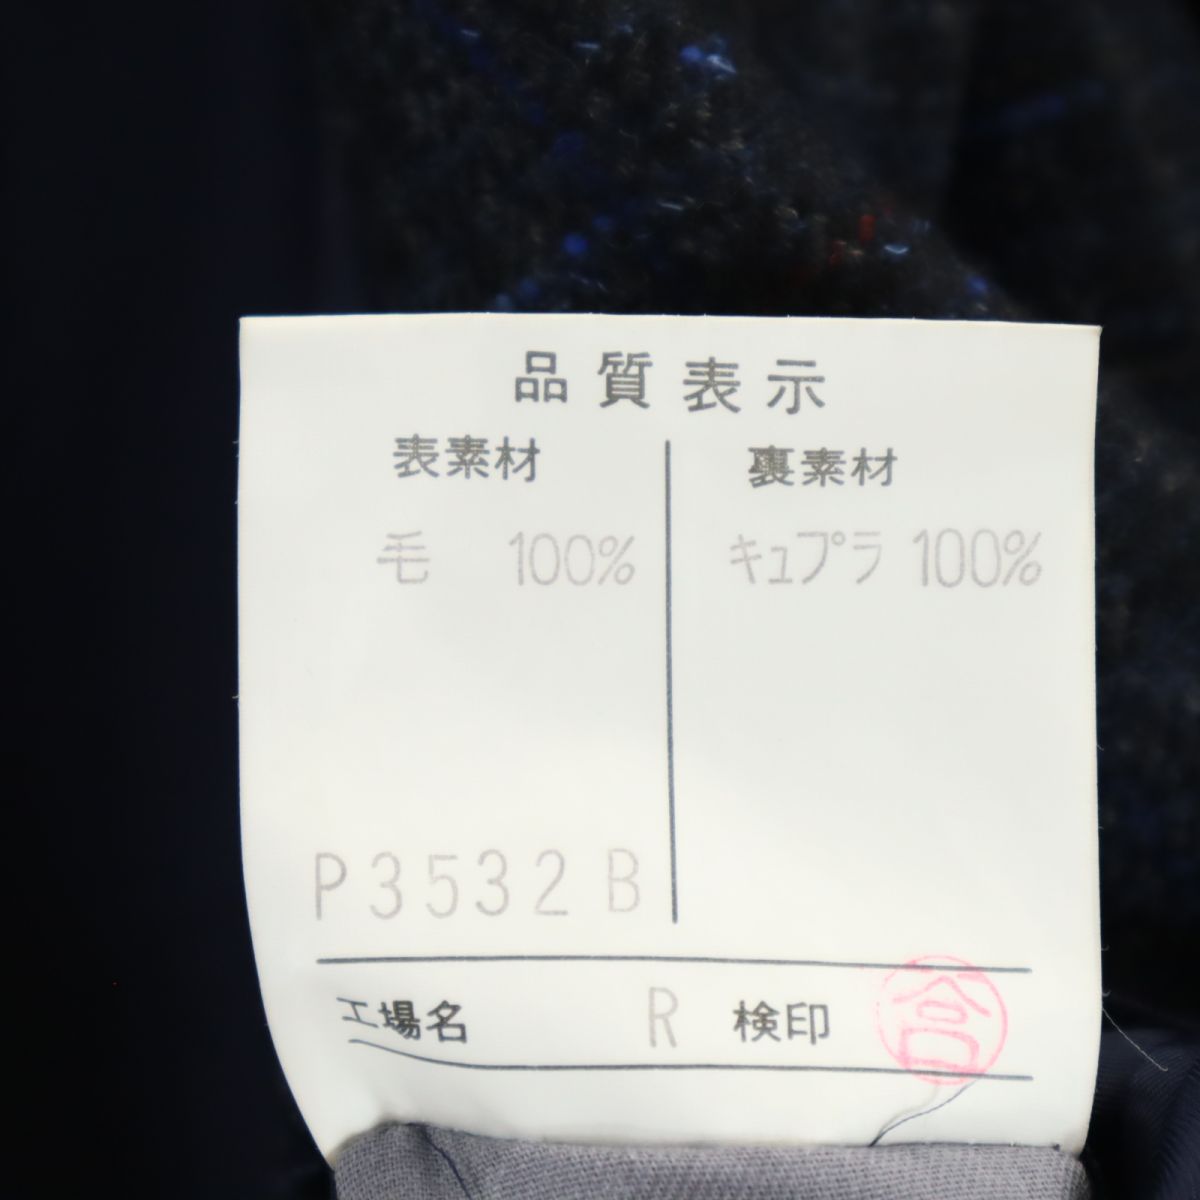 品質表示
表素材 裏素材
毛 100% キュプラ 100%
P3532B
工場名 R 検印